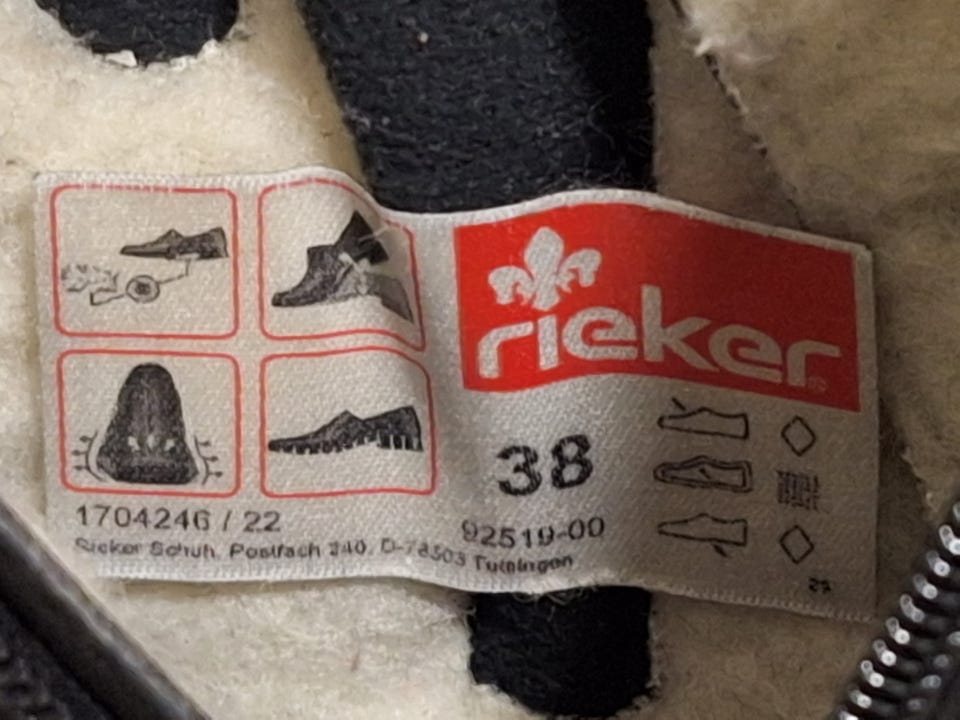 rieker
38
1704246 / 22
92519-00
Rieker Schuh, Postfach 240, D-78503 Tuttlingen